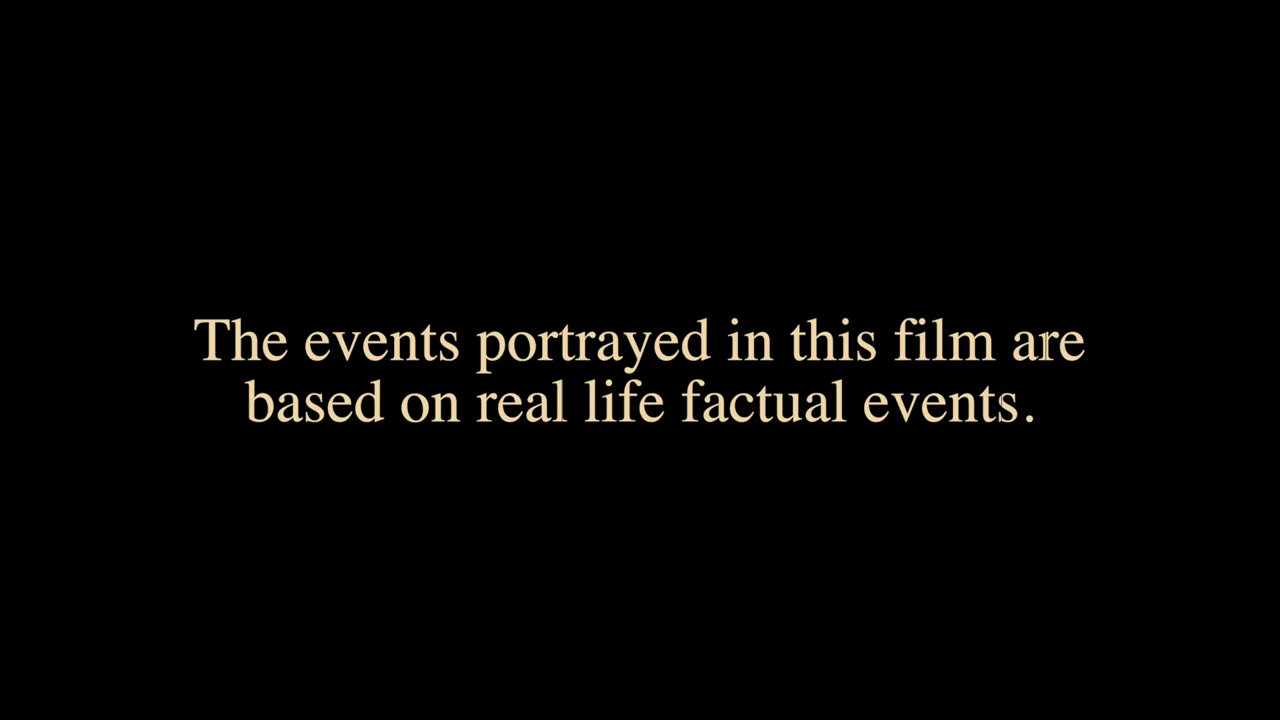 The events portrayed in this film are
based on real life factual events.